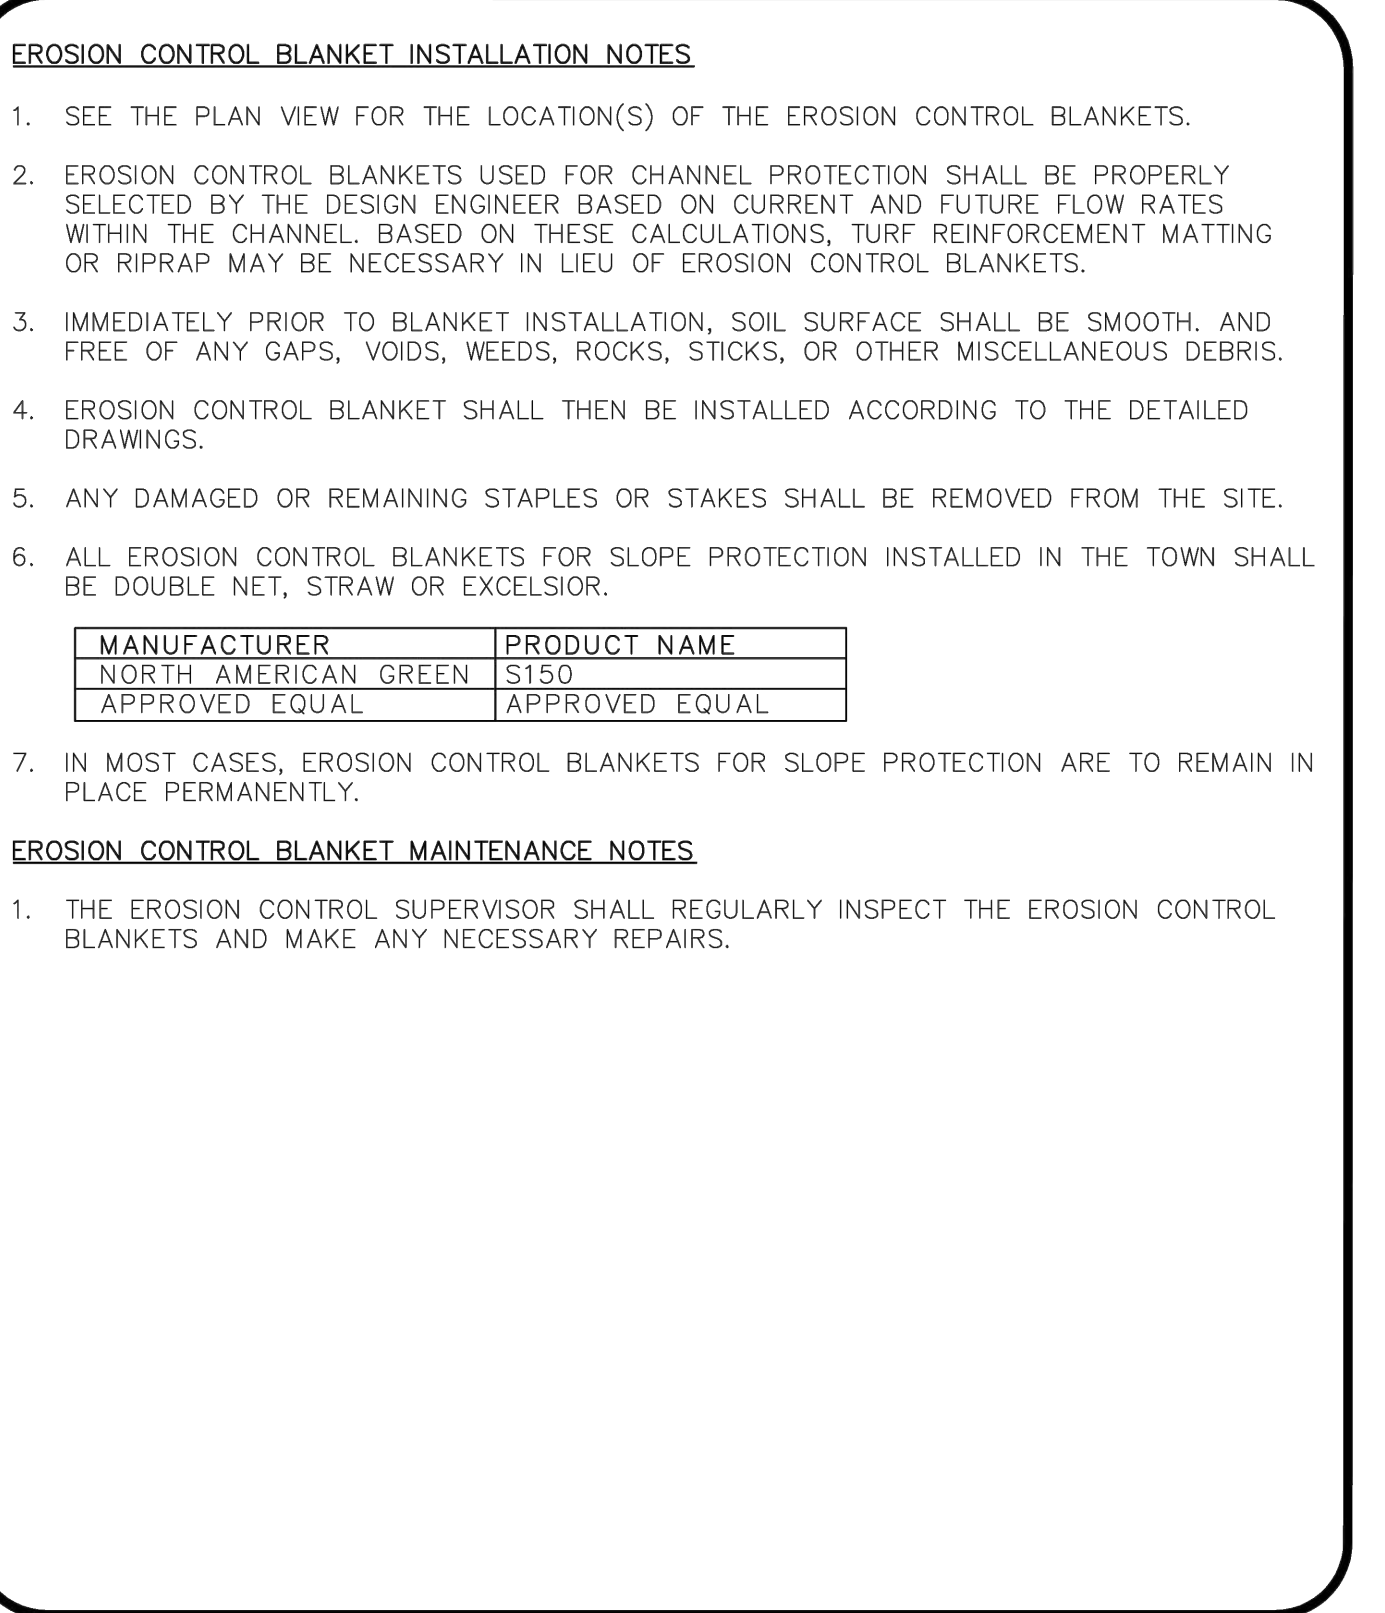 EROSION CONTROL BLANKET INSTALLATION NOTES
1. SEE THE PLAN VIEW FOR THE LOCATION(S) OF THE EROSION CONTROL BLANKETS.
2. EROSION CONTROL BLANKETS USED FOR CHANNEL PROTECTION SHALL BE PROPERLY
SELECTED BY THE DESIGN ENGINEER BASED ON CURRENT AND FUTURE FLOW RATES
WITHIN THE CHANNEL. BASED ON THESE CALCULATIONS, TURF REINFORCEMENT MATTING
OR RIPRAP MAY BE NECESSARY IN LIEU OF EROSION CONTROL BLANKETS.
3. IMMEDIATELY PRIOR TO BLANKET INSTALLATION, SOIL SURFACE SHALL BE SMOOTH. AND
FREE OF ANY GAPS, VOIDS, WEEDS, ROCKS, STICKS, OR OTHER MISCELLANEOUS DEBRIS.
4. EROSION CONTROL BLANKET SHALL THEN BE INSTALLED ACCORDING TO THE DETAILED
DRAWINGS.
5. ANY DAMAGED OR REMAINING STAPLES OR STAKES SHALL BE REMOVED FROM THE SITE.
6. ALL EROSION CONTROL BLANKETS FOR SLOPE PROTECTION INSTALLED IN THE TOWN SHALL
BE DOUBLE NET, STRAW OR EXCELSIOR.
MANUFACTURER PRODUCT NAME
NORTH AMERICAN GREEN S150
APPROVED EQUAL APPROVED EQUAL
7. IN MOST CASES, EROSION CONTROL BLANKETS FOR SLOPE PROTECTION ARE TO REMAIN IN
PLACE PERMANENTLY.
EROSION CONTROL BLANKET MAINTENANCE NOTES
1. THE EROSION CONTROL SUPERVISOR SHALL REGULARLY INSPECT THE EROSION CONTROL
BLANKETS AND MAKE ANY NECESSARY REPAIRS.